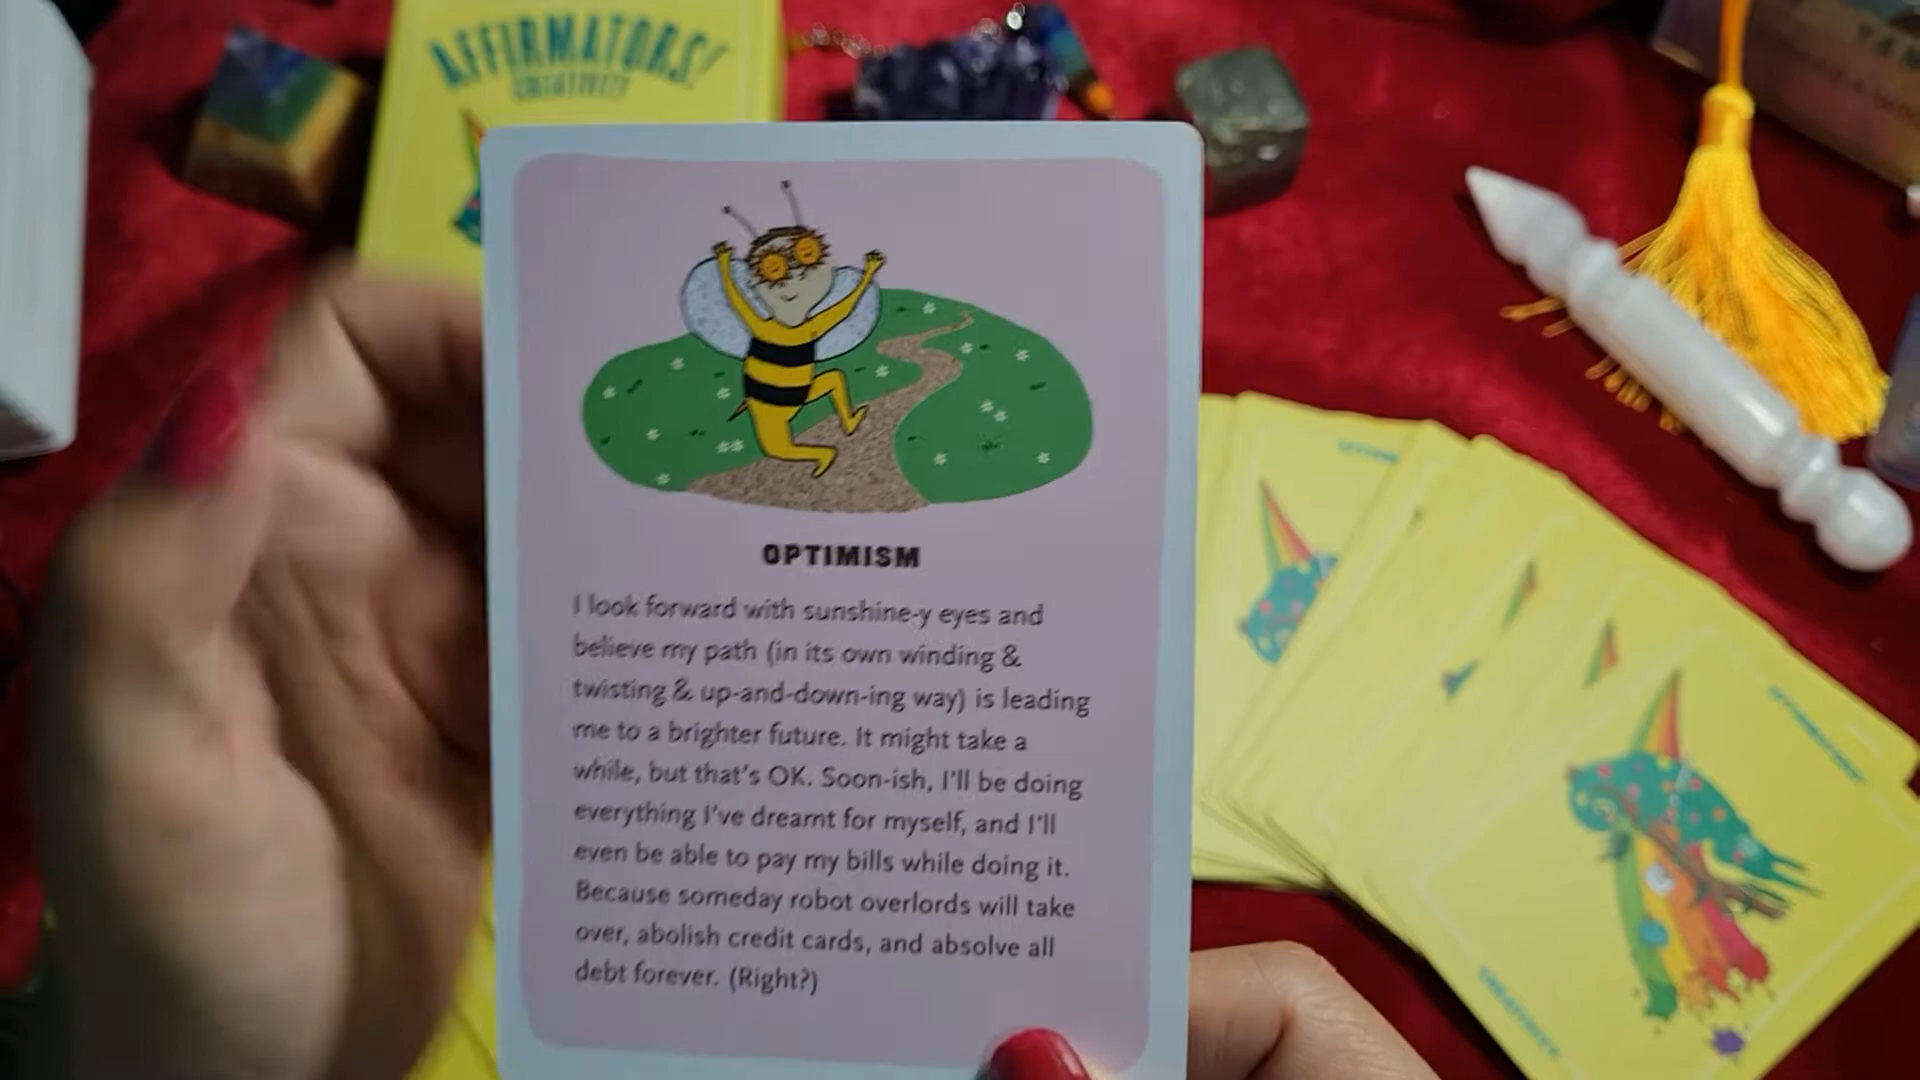 AFFIRMATORS!
CREATIVITY
OPTIMISM
I look forward with sunshine-y eyes and
believe my path (in its own winding &
twisting & up-and-down-ing way) is leading
me to a brighter future. It might take a
while, but that's OK. Soon-ish, I'll be doing
everything I've dreamt for myself, and I'll
even be able to pay my bills while doing it.
Because someday robot overlords will take
over, abolish credit cards, and absolve all
debt forever. (Right?)